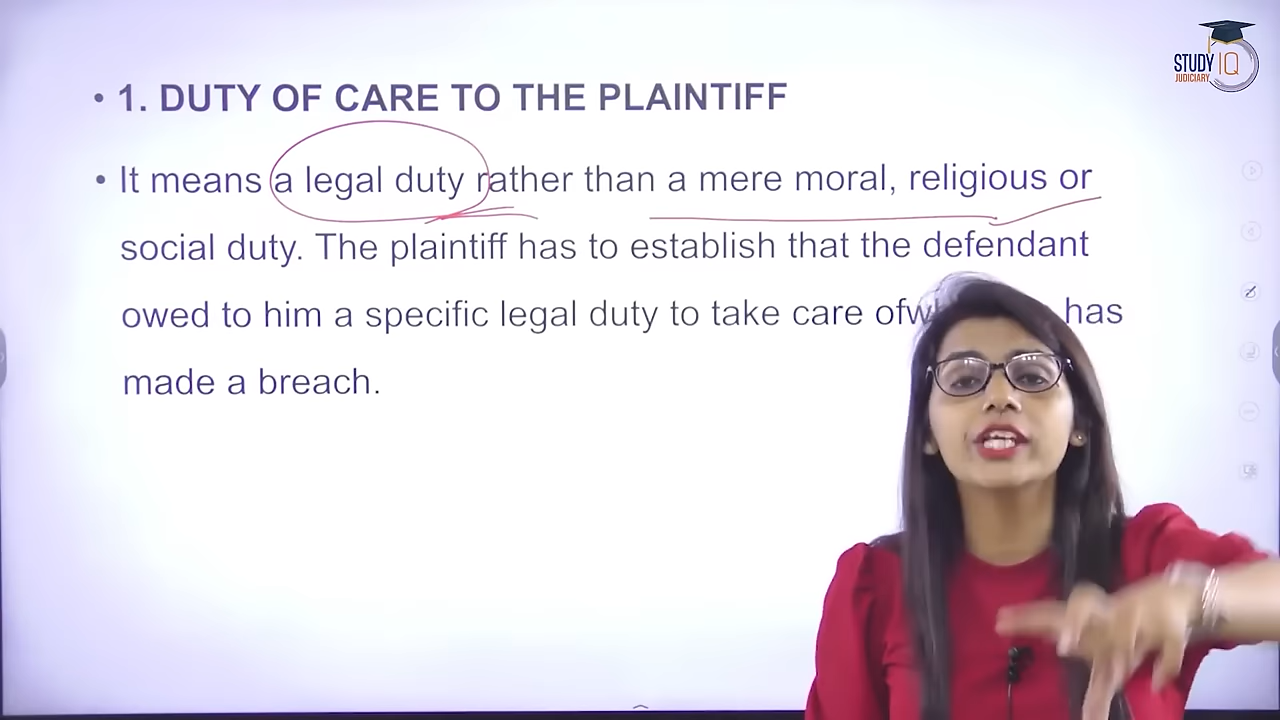 STUDY IQ
JUDICIARY
• 1. DUTY OF CARE TO THE PLAINTIFF
• It means a legal duty rather than a mere moral, religious or
social duty. The plaintiff has to establish that the defendant
owed to him a specific legal duty to take care of has
made a breach.